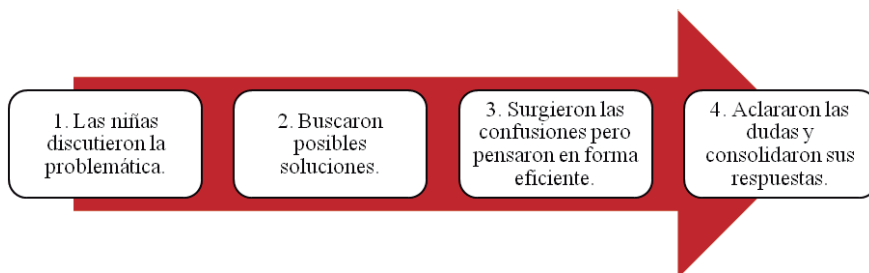 1. Las niñas
discutieron la
problemática.
2. Buscaron
posibles
soluciones.
3. Surgieron las
confusiones pero
pensaron en forma
eficiente.
4. Aclararon las
dudas y
consolidaron sus
respuestas.